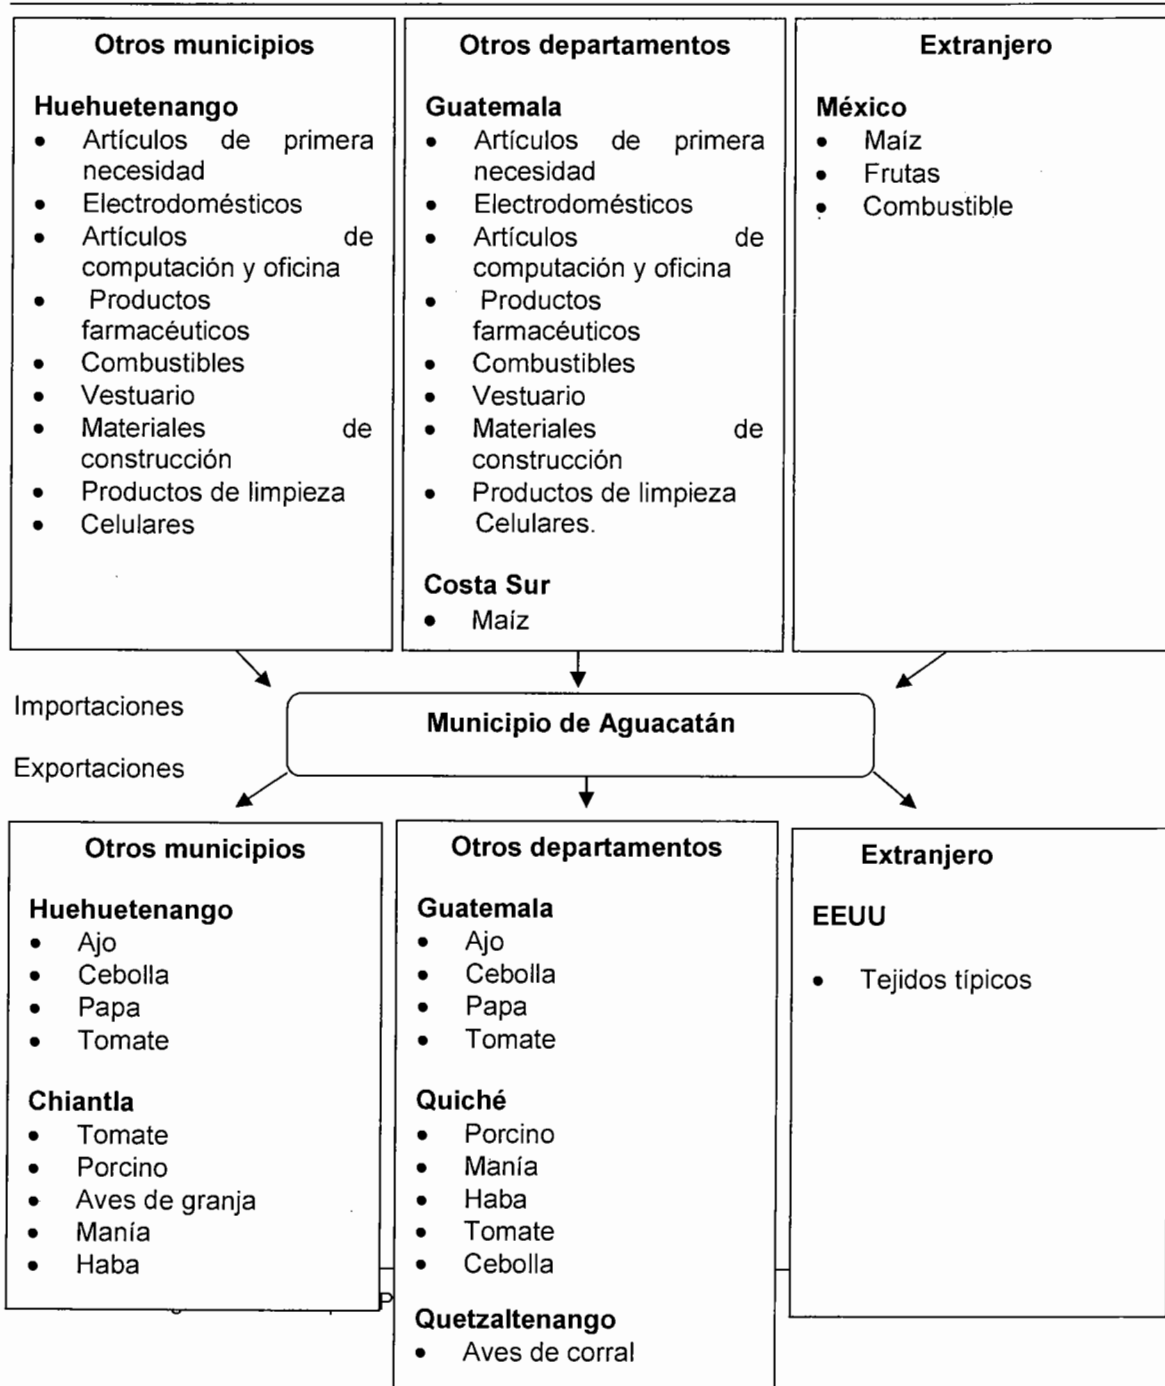 Otros municipios
Huehuetenango
• Artículos de primera
necesidad
• Electrodomésticos
• Artículos de
computación y oficina
• Productos
farmacéuticos
• Combustibles
• Vestuario
• Materiales de
construcción
• Productos de limpieza
• Celulares
Otros departamentos
Guatemala
• Artículos de primera
necesidad
• Electrodomésticos
• Artículos de
computación y oficina
• Productos
farmacéuticos
• Combustibles
• Vestuario
• Materiales de
construcción
• Productos de limpieza
Celulares.
Costa Sur
• Maíz
Extranjero
México
• Maíz
• Frutas
• Combustible
Importaciones
Municipio de Aguacatán
Exportaciones
Otros municipios
Huehuetenango
• Ajo
• Cebolla
• Papa
• Tomate
Chiantla
• Tomate
• Porcino
• Aves de granja
• Manía
• Haba
Otros departamentos
Guatemala
• Ajo
• Cebolla
• Papa
• Tomate
Quiché
• Porcino
• Manía
• Haba
• Tomate
• Cebolla
Quetzaltenango
• Aves de corral
Extranjero
EEUU
• Tejidos típicos